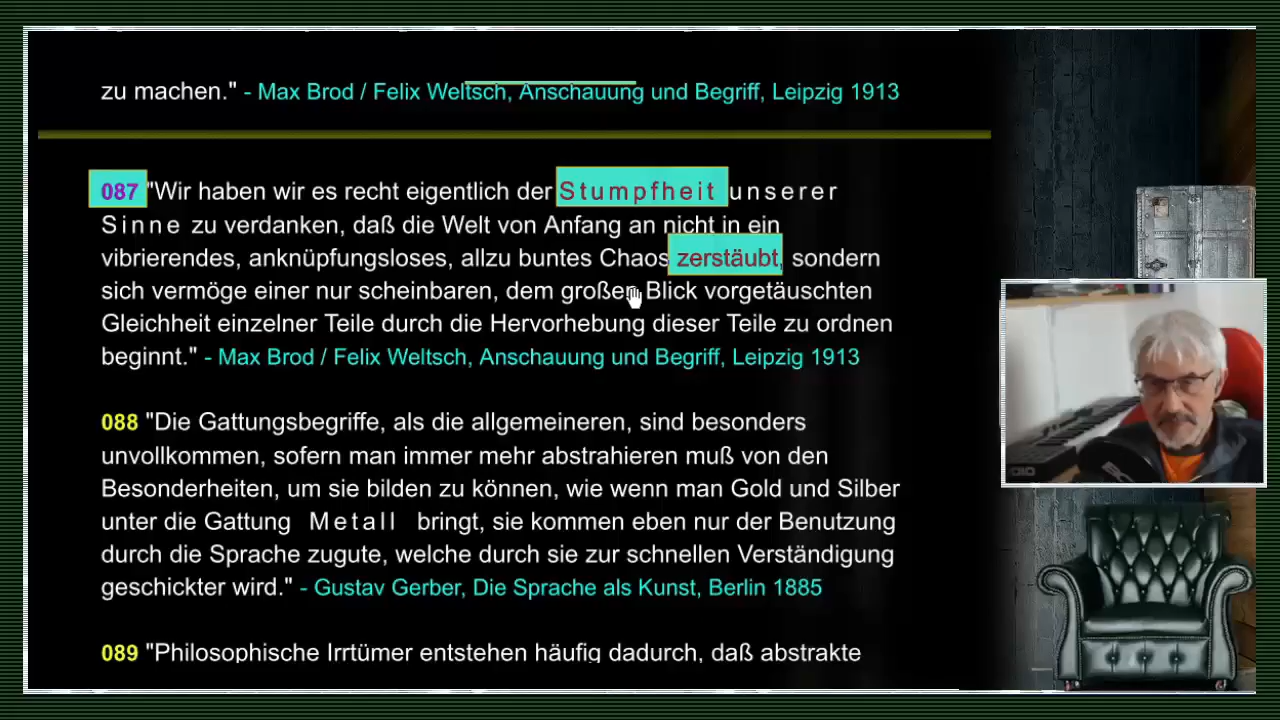 zu machen." - Max Brod / Felix Weltsch, Anschauung und Begriff, Leipzig 1913
087 "Wir haben wir es recht eigentlich der Stumpfheit unserer
Sinne zu verdanken, daß die Welt von Anfang an nicht in ein
vibrierendes, anknüpfungsloses, allzu buntes Chaos zerstäubt, sondern
sich vermöge einer nur scheinbaren, dem großen Blick vorgetäuschten
Gleichheit einzelner Teile durch die Hervorhebung dieser Teile zu ordnen
beginnt." - Max Brod / Felix Weltsch, Anschauung und Begriff, Leipzig 1913
088 "Die Gattungsbegriffe, als die allgemeineren, sind besonders
unvollkommen, sofern man immer mehr abstrahieren muß von den
Besonderheiten, um sie bilden zu können, wie wenn man Gold und Silber
unter die Gattung Metall bringt, sie kommen eben nur der Benutzung
durch die Sprache zugute, welche durch sie zur schnellen Verständigung
geschickter wird." - Gustav Gerber, Die Sprache als Kunst, Berlin 1885
089 "Philosophische Irrtümer entstehen häufig dadurch, daß abstrakte